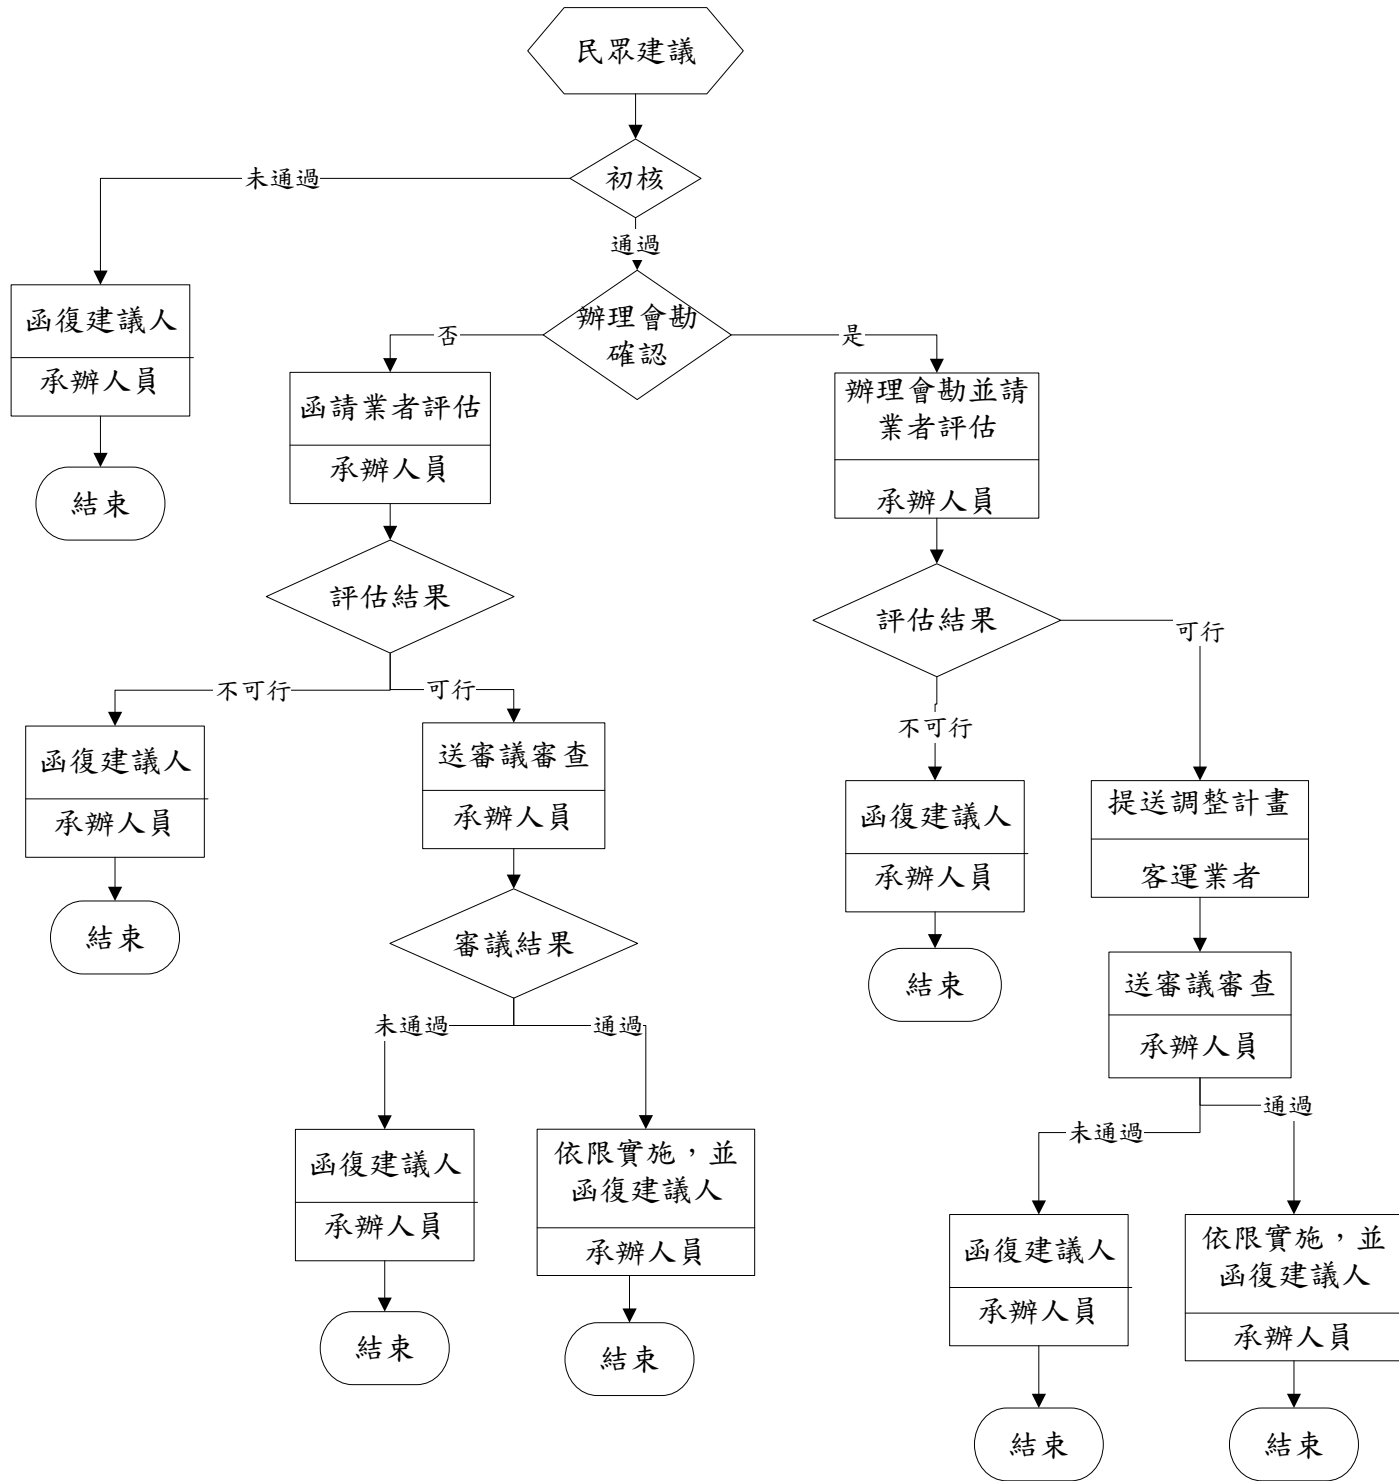 民眾建議
初核
未通過
通過
函復建議人
承辦人員
結束
辦理會勘
確認
否
是
函請業者評估
承辦人員
辦理會勘並請
業者評估
承辦人員
評估結果
評估結果
不可行
可行
不可行
可行
函復建議人
承辦人員
結束
送審議審查
承辦人員
審議結果
函復建議人
承辦人員
結束
提送調整計畫
客運業者
送審議審查
承辦人員
未通過
通過
未通過
通過
函復建議人
承辦人員
結束
依限實施，並
函復建議人
承辦人員
結束
函復建議人
承辦人員
結束
依限實施，並
函復建議人
承辦人員
結束